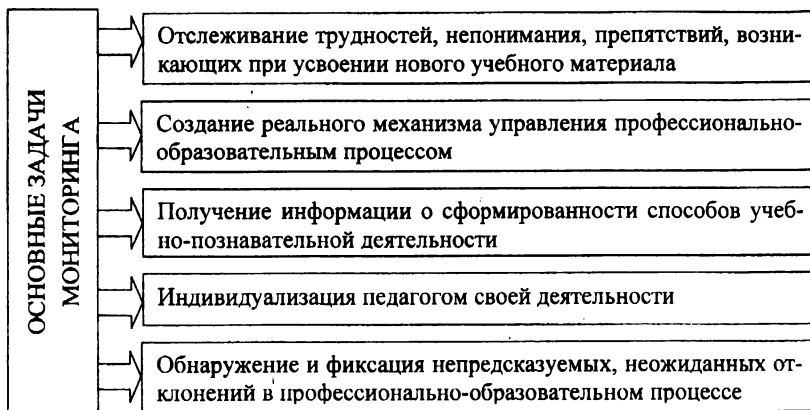 ОСНОВНЫЕ ЗАДАЧИ
МОНИТОРИНГА
Отслеживание трудностей, непонимания, препятствий, возни-
кающих при усвоении нового учебного материала
Создание реального механизма управления профессионально-
образовательным процессом
Получение информации о сформированности способов учеб-
но-познавательной деятельности
Индивидуализация педагогом своей деятельности
Обнаружение и фиксация непредсказуемых, неожиданных от-
клонений в профессионально-образовательном процессе